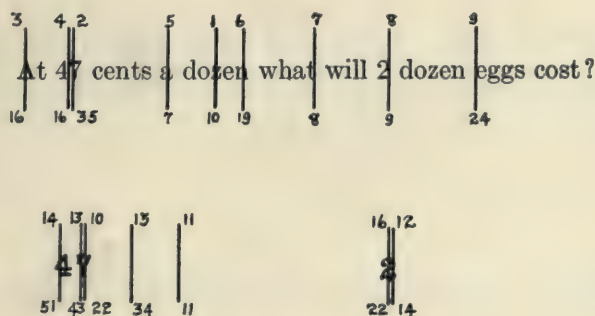 3 4 2 5 1 6 7 8 9
At 47 cents a dozen what will 2 dozen eggs cost?
16 16 35 7 10 19 8 9 24
14 13 10 13 11 16 12
47 2
51 43 22 34 11 22 14